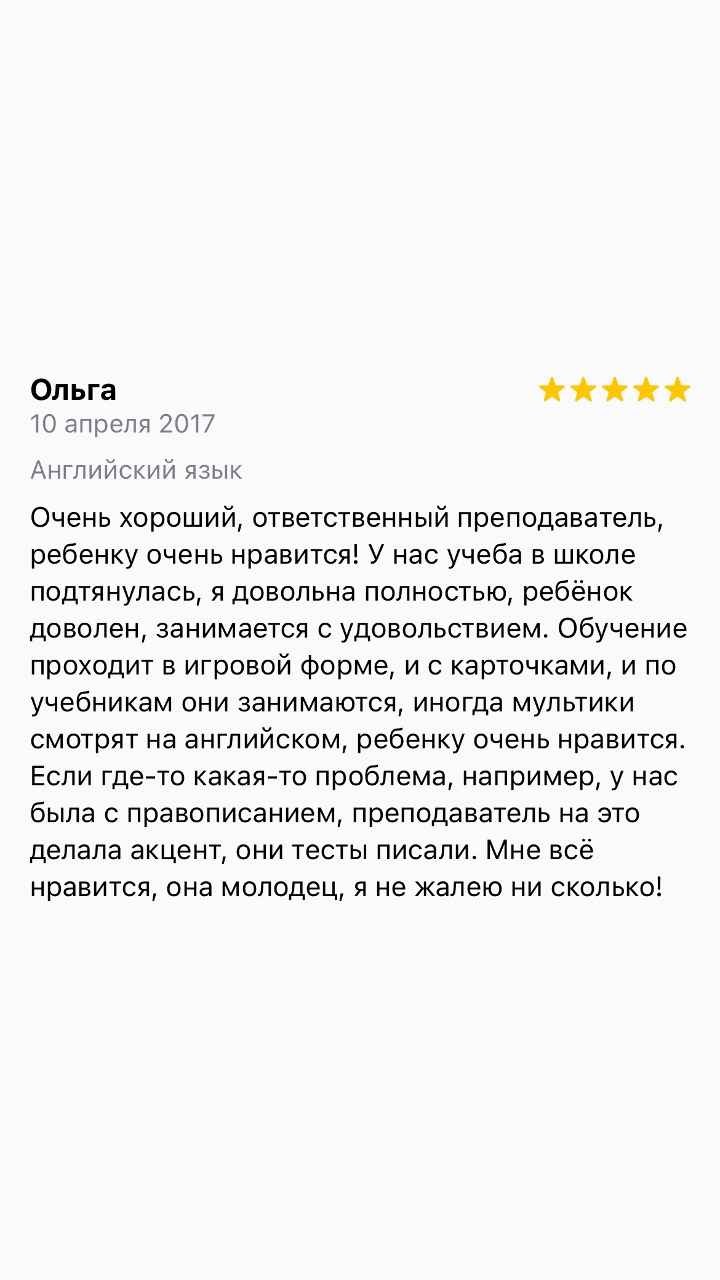 Ольга
10 апреля 2017
Английский язык
Очень хороший, ответственный преподаватель,
ребенку очень нравится! У нас учеба в школе
подтянулась, я довольна полностью, ребёнок
доволен, занимается с удовольствием. Обучение
проходит в игровой форме, и с карточками, и по
учебникам они занимаются, иногда мультики
смотрят на английском, ребенку очень нравится.
Если где-то какая-то проблема, например, у нас
была с правописанием, преподаватель на это
делала акцент, они тесты писали. Мне всё
нравится, она молодец, я не жалею ни сколько!